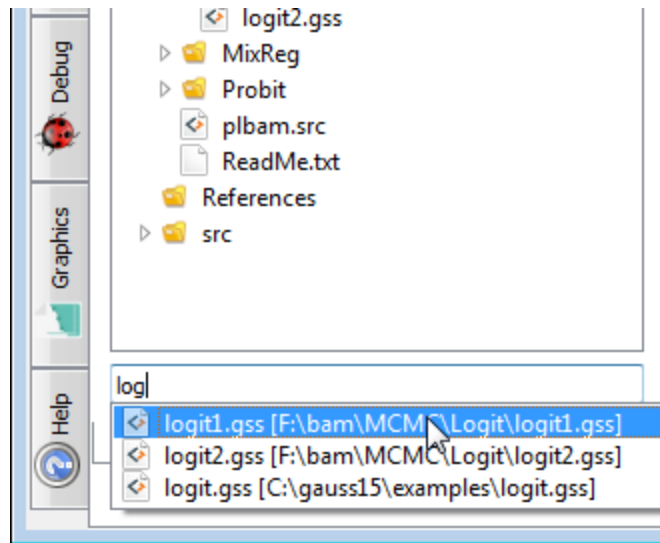 logit2.gss
MixReg
Probit
plbam.src
ReadMe.txt
References
src
Debug
Graphics
Help
log
logit1.gss [F:\bam\MCMC\Logit\logit1.gss]
logit2.gss [F:\bam\MCMC\Logit\logit2.gss]
logit.gss [C:\gauss15\examples\logit.gss]